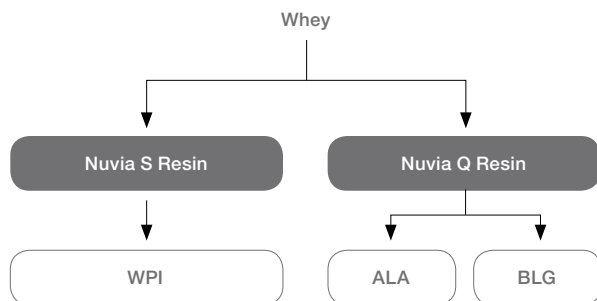 Whey
Nuvia S Resin
Nuvia Q Resin
WPI
ALA
BLG